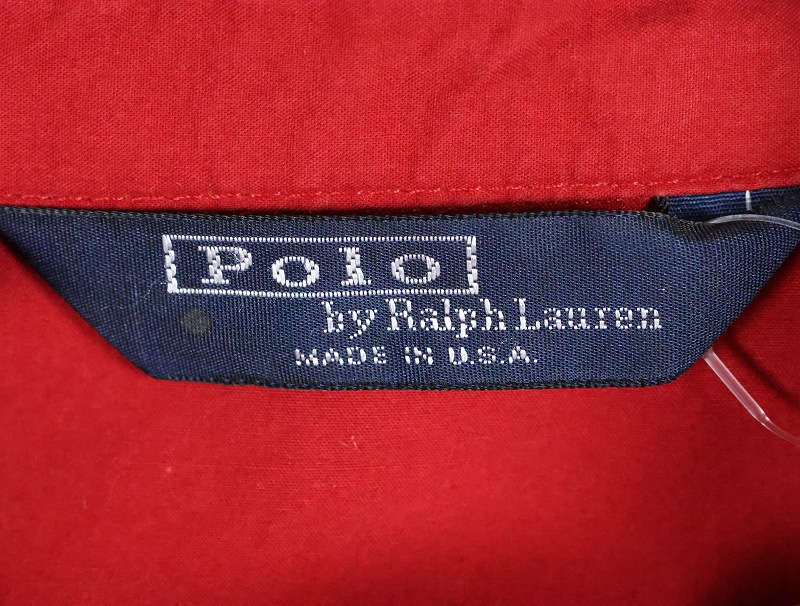 Polo
by Ralph Lauren
MADE IN U.S.A.